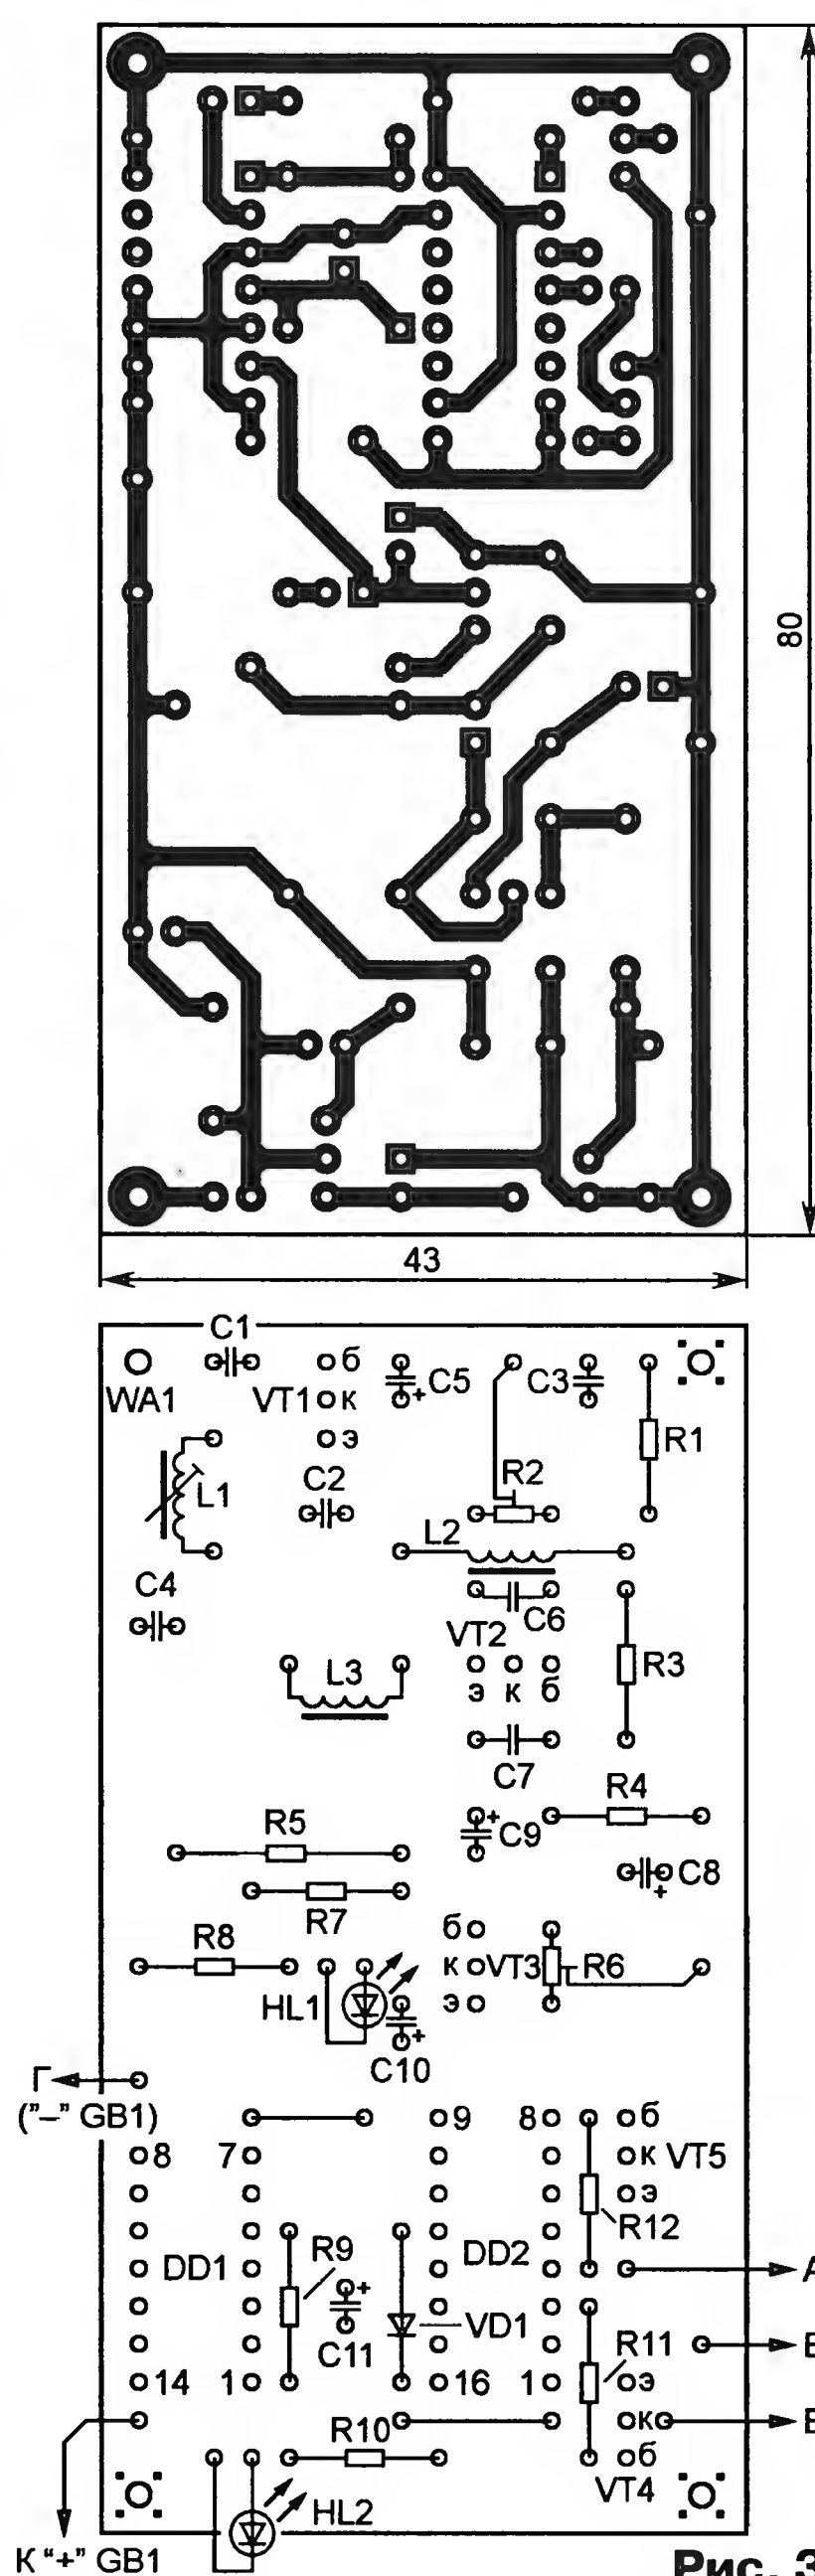 80
43
C1
WA1
VT1
б
к
э
C5
+
C3
R1
L1
C2
R2
L2
C4
C6
VT2
э к б
R3
L3
C7
R4
R5
+
C9
C8
+
R7
R8
б
к VT3
э
R6
HL1
+
C10
Г
("–" GB1)
9
8
б
к VT5
э
8
7
R12
DD1
R9
DD2
А
+
C11
VD1
R11
14
1
16
1
э
к
б
R10
VT4
HL2
К "+" GB1
Рис. 3